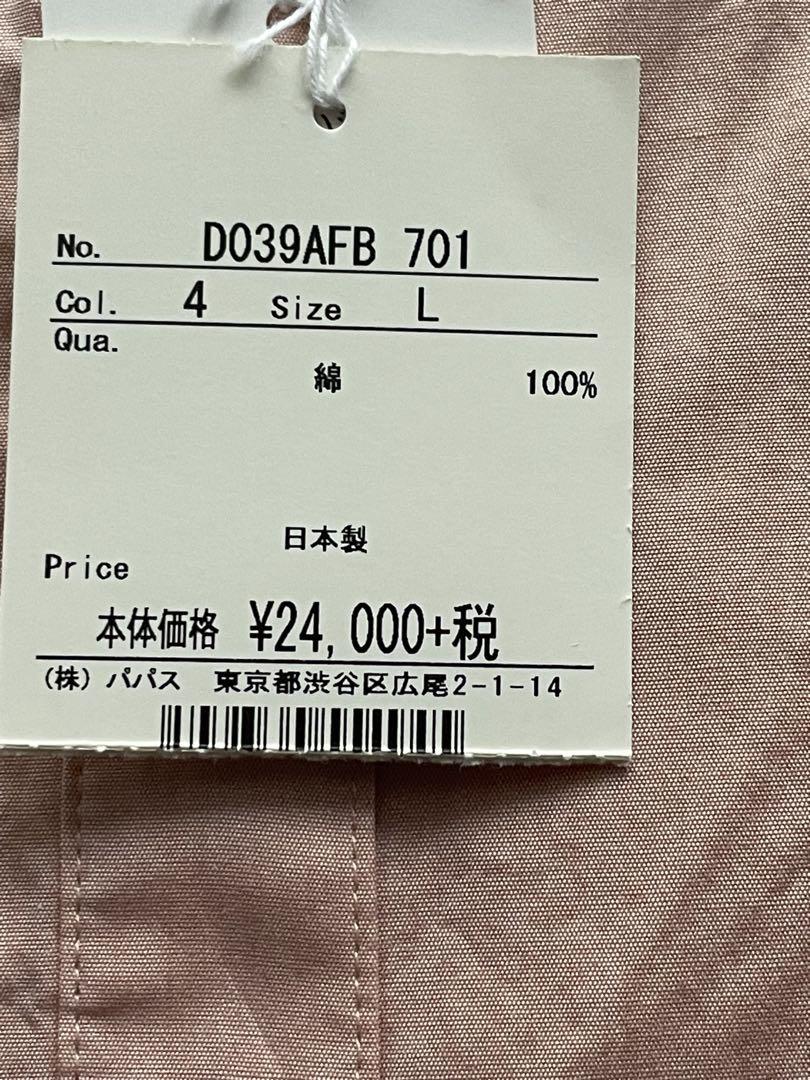 No. D039AFB 701
Col. 4 Size L
Qua.
綿 100%
日本製
Price
本体価格 ¥24,000+税
(株) パパス 東京都渋谷区広尾2-1-14